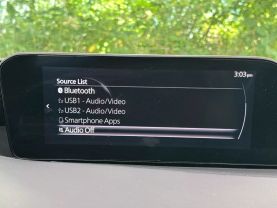 3:03pm
Source List
Bluetooth
USB1 - Audio/Video
USB2 - Audio/Video
Smartphone Apps
Audio Off